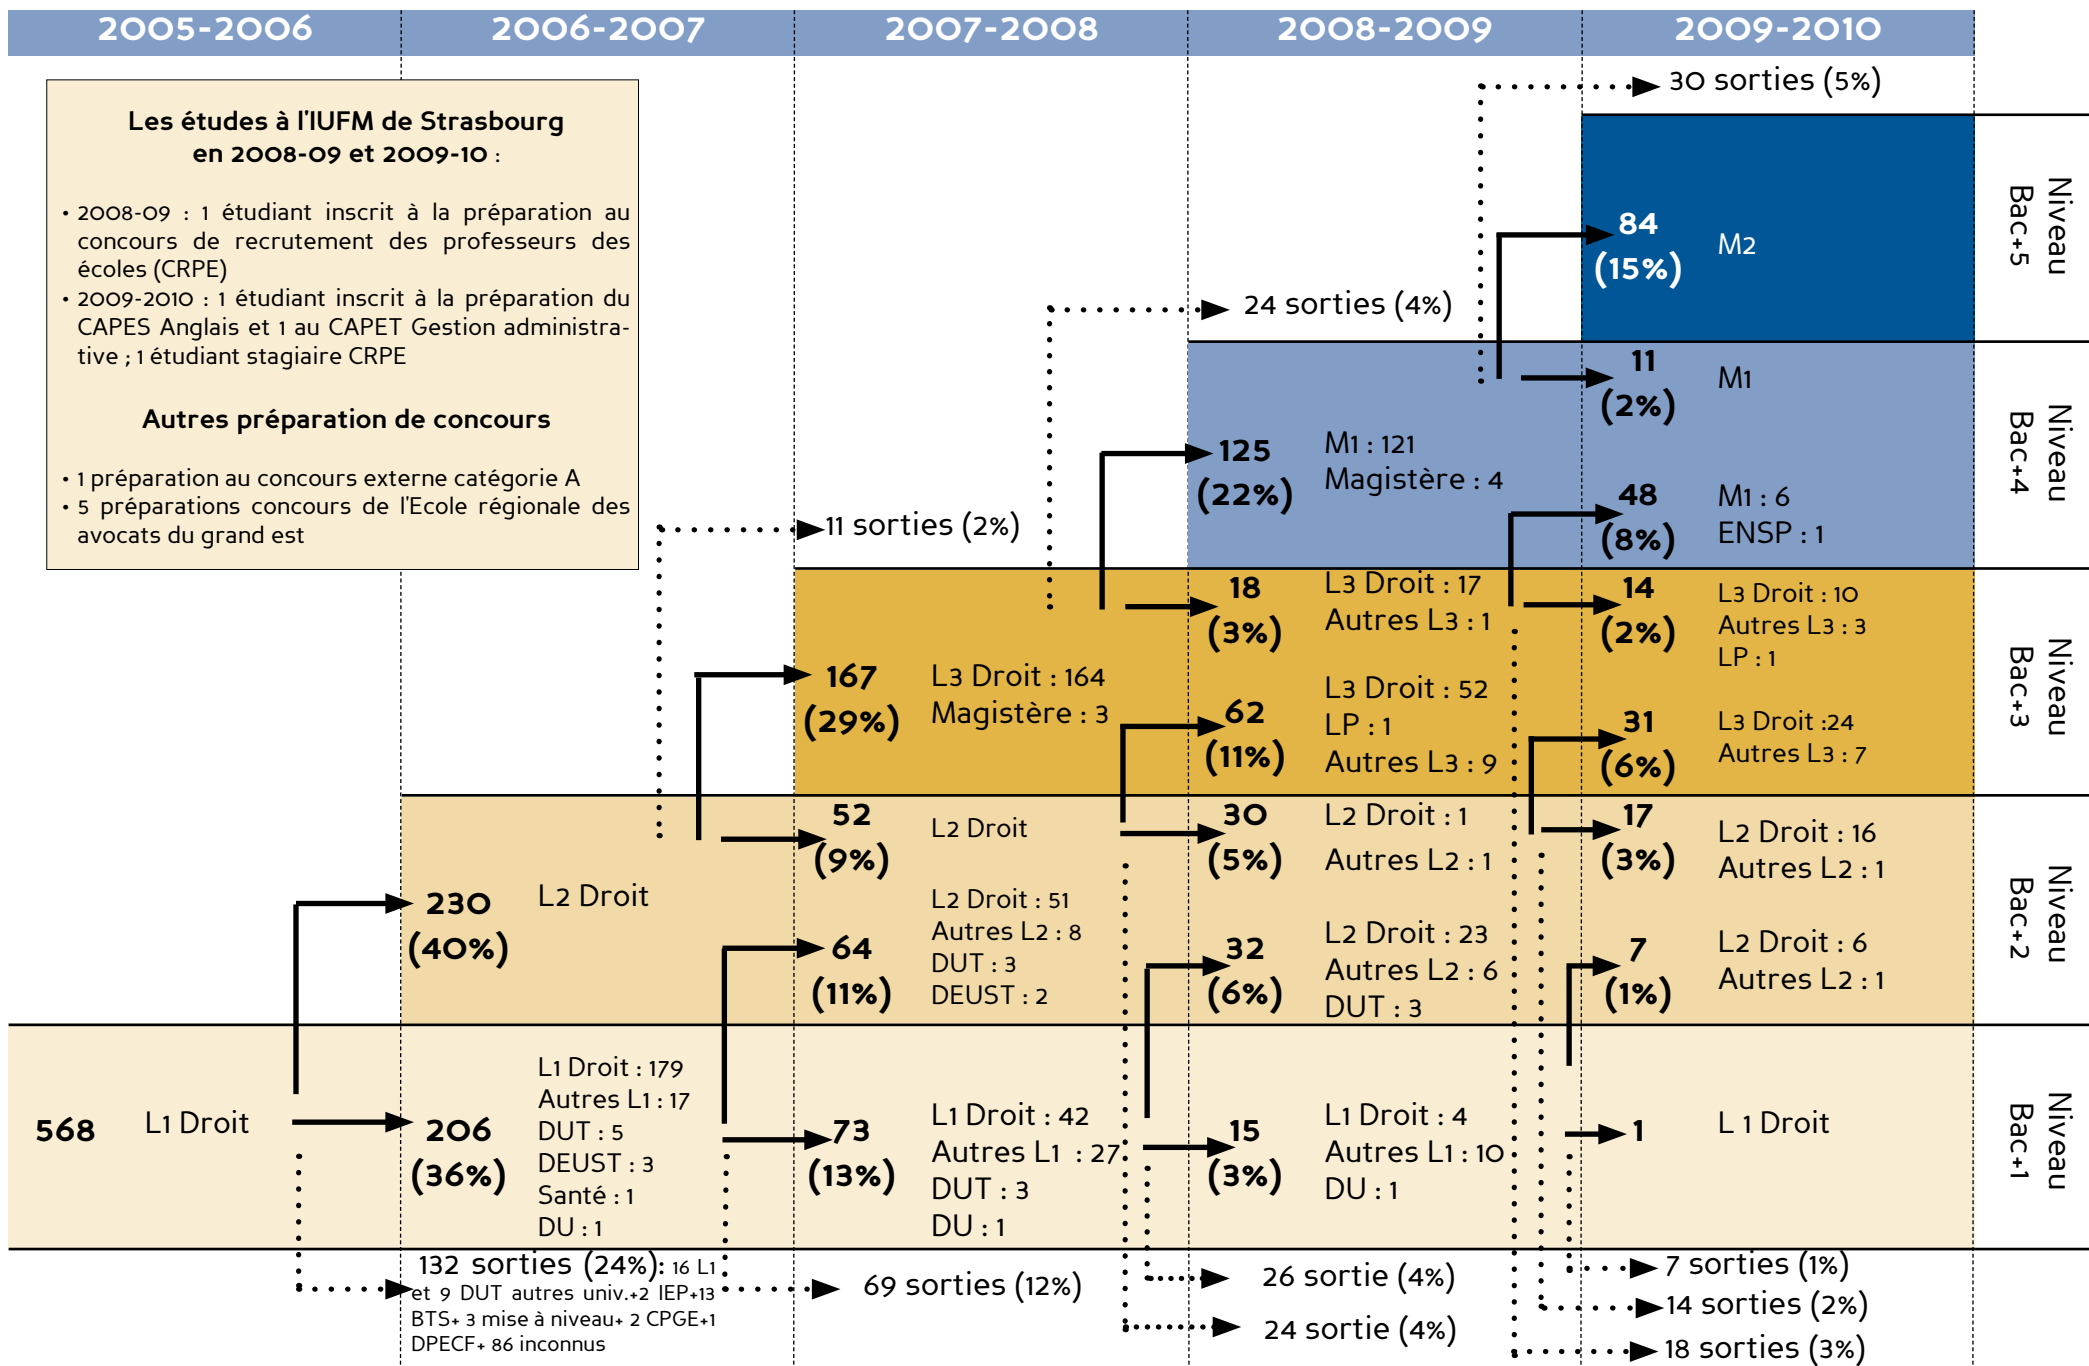 2005-2006
2006-2007
2007-2008
2008-2009
2009-2010
Les études à l'IUFM de Strasbourg
en 2008-09 et 2009-10 :
• 2008-09 : 1 étudiant inscrit à la préparation au
concours de recrutement des professeurs des
écoles (CRPE)
• 2009-2010 : 1 étudiant inscrit à la préparation du
CAPES Anglais et 1 au CAPET Gestion administra-
tive ; 1 étudiant stagiaire CRPE
Autres préparation de concours
• 1 préparation au concours externe catégorie A
• 5 préparations concours de l'Ecole régionale des
avocats du grand est
568
L1 Droit
230
(40%)
L2 Droit
206
(36%)
L1 Droit : 179
Autres L1 : 17
DUT : 5
DEUST : 3
Santé : 1
DU : 1
132 sorties (24%): 16 L1
et 9 DUT autres univ.+2 IEP+13
BTS+ 3 mise à niveau+ 2 CPGE+1
DPECF+ 86 inconnus
11 sorties (2%)
167
(29%)
L3 Droit : 164
Magistère : 3
52
(9%)
L2 Droit
64
(11%)
L2 Droit : 51
Autres L2 : 8
DUT : 3
DEUST : 2
73
(13%)
L1 Droit : 42
Autres L1 : 27
DUT : 3
DU : 1
69 sorties (12%)
24 sorties (4%)
125
(22%)
M1 : 121
Magistère : 4
18
(3%)
L3 Droit : 17
Autres L3 : 1
62
(11%)
L3 Droit : 52
LP : 1
Autres L3 : 9
30
(5%)
L2 Droit : 1
Autres L2 : 1
32
(6%)
L2 Droit : 23
Autres L2 : 6
DUT : 3
15
(3%)
L1 Droit : 4
Autres L1 : 10
DU : 1
26 sortie (4%)
24 sortie (4%)
30 sorties (5%)
84
(15%)
M2
11
(2%)
M1
48
(8%)
M1 : 6
ENSP : 1
14
(2%)
L3 Droit : 10
Autres L3 : 3
LP : 1
31
(6%)
L3 Droit :24
Autres L3 : 7
17
(3%)
L2 Droit : 16
Autres L2 : 1
7
(1%)
L2 Droit : 6
Autres L2 : 1
1
L 1 Droit
7 sorties (1%)
14 sorties (2%)
18 sorties (3%)
Niveau
Bac+5
Niveau
Bac+4
Niveau
Bac+3
Niveau
Bac+2
Niveau
Bac+1